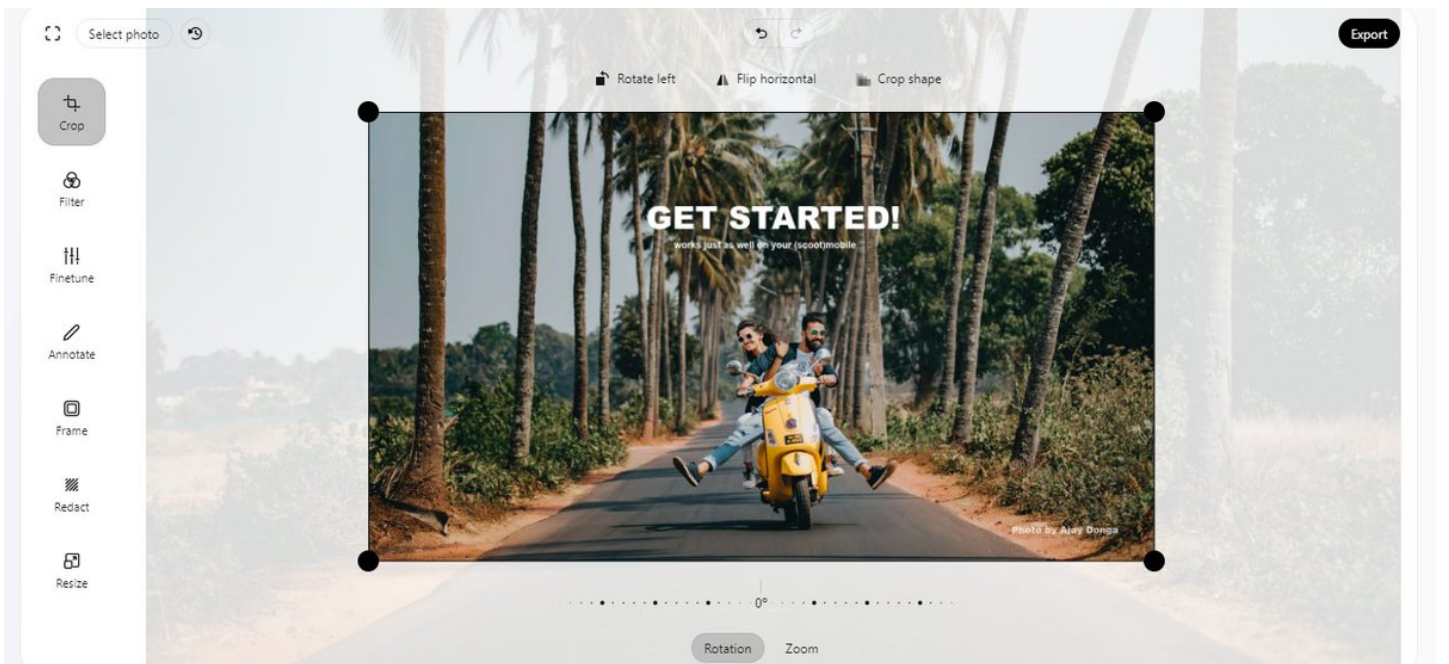 Select photo
Export
Rotate left
Flip horizontal
Crop shape
Crop
Filter
Finetune
Annotate
Frame
Redact
Resize
GET STARTED!
works just as well on your (scoot)mobile
Photo by Ajay Donga
0°
Rotation
Zoom